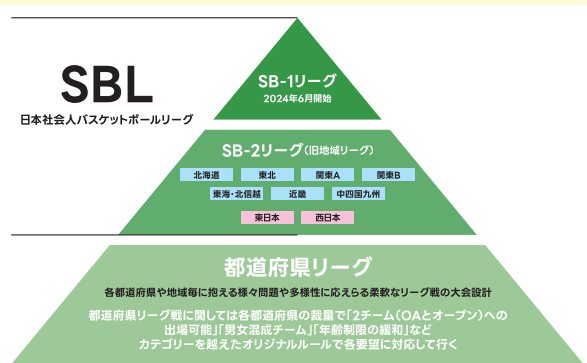 SBL
日本社会人バスケットボールリーグ
SB-1リーグ
2024年6月開始
SB-2リーグ(旧地域リーグ)
北海道 東北 関東A 関東B
東海・北信越 近畿 中四国九州
東日本 西日本
都道府県リーグ
各都道府県や地域毎に抱える様々問題や多様性に応えらる柔軟なリーグ戦の大会設計
都道府県リーグ戦に関しては各都道府県の裁量で「2チーム(OAとオープン)への
出場可能」「男女混成チーム」「年齢制限の緩和」など
カテゴリーを越えたオリジナルルールで各要望に対応して行く